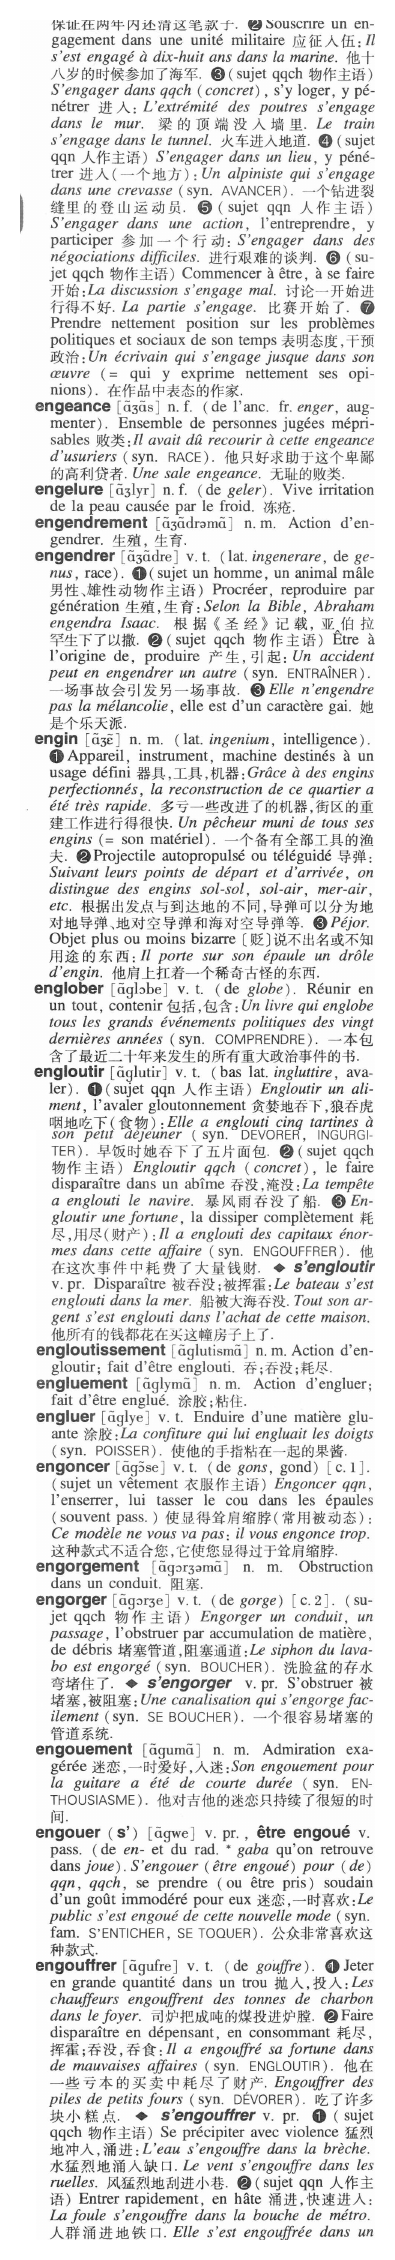 保证在两年内还清这笔款子. ❷ Souscrire un en-
gagement dans une unité militaire 应征入伍: Il
s'est engagé à dix-huit ans dans la marine. 他十
八岁的时候参加了海军. ❸ (sujet qqch 物作主语)
S'engager dans qqch (concret), s'y loger, y pé-
nétrer 进入: L'extrémité des poutres s'engage
dans le mur. 梁的顶端没入墙里. Le train
s'engage dans le tunnel. 火车进入地道. ❹ (sujet
qqn 人作主语) S'engager dans un lieu, y péné-
trer 进入(一个地方): Un alpiniste qui s'engage
dans une crevasse (syn. AVANCER). 一个钻进裂
缝里的登山运动员. ❺ (sujet qqn 人作主语)
S'engager dans une action, l'entreprendre, y
participer 参加一个行动: S'engager dans des
négociations difficiles. 进行艰难的谈判. ❻ (su-
jet qqch 物作主语) Commencer à être, à se faire
开始: La discussion s'engage mal. 讨论一开始进
行得不好. La partie s'engage. 比赛开始了. ❼
Prendre nettement position sur les problèmes
politiques et sociaux de son temps 表明态度,干预
政治: Un écrivain qui s'engage jusque dans son
œuvre (= qui y exprime nettement ses opi-
nions). 在作品中表态的作家.
engeance [ɑ̃ʒɑ̃s] n. f. (de l'anc. fr. enger, aug-
menter). Ensemble de personnes jugées mépri-
sables 败类: Il avait dû recourir à cette engeance
d'usuriers (syn. RACE). 他只好求助于这个卑鄙
的高利贷者. Une sale engeance. 无耻的败类.
engelure [ɑ̃ʒlyr] n. f. (de geler). Vive irritation
de la peau causée par le froid. 冻疮.
engendrement [ɑ̃ʒɑ̃drəmɑ̃] n. m. Action d'en-
gendrer. 生殖, 生育.
engendrer [ɑ̃ʒɑ̃dre] v. t. (lat. ingenerare, de ge-
nus, race). ❶ (sujet un homme, un animal mâle
男性、雄性动物作主语) Procréer, reproduire par
génération 生殖,生育: Selon la Bible, Abraham
engendra Isaac. 根据《圣经》记载, 亚伯拉
罕生下了以撒. ❷ (sujet qqch 物作主语) Être à
l'origine de, produire 产生,引起: Un accident
peut en engendrer un autre (syn. ENTRAÎNER).
一场事故会引发另一场事故. ❸ Elle n'engendre
pas la mélancolie, elle est d'un caractère gai. 她
是个乐天派.
engin [ɑ̃ʒɛ̃] n. m. (lat. ingenium, intelligence).
❶ Appareil, instrument, machine destinés à un
usage défini 器具,工具,机器: Grâce à des engins
perfectionnés, la reconstruction de ce quartier a
été très rapide. 多亏一些改进了的机器,街区的重
建工作进行得很快. Un pêcheur muni de tous ses
engins (= son matériel). 一个备有全部工具的渔
夫. ❷ Projectile autopropulsé ou téléguidé 导弹:
Suivant leurs points de départ et d'arrivée, on
distingue des engins sol-sol, sol-air, mer-air,
etc. 根据出发点与到达地的不同,导弹可以分为地
对地导弹、地对空导弹和海对空导弹等. ❸ Péjor.
Objet plus ou moins bizarre [贬]说不出名或不知
用途的东西: Il porte sur son épaule un drôle
d'engin. 他肩上扛着一个稀奇古怪的东西.
englober [ɑ̃glɔbe] v. t. (de globe). Réunir en
un tout, contenir 包括,包含: Un livre qui englobe
tous les grands événements politiques des vingt
dernières années (syn. COMPRENDRE). 一本包
含了最近二十年来发生的所有重大政治事件的书.
engloutir [ɑ̃glutir] v. t. (bas lat. ingluttire, ava-
ler). ❶ (sujet qqn 人作主语) Engloutir un ali-
ment, l'avaler gloutonnement 贪婪地吞下,狼吞虎
咽地吃下(食物): Elle a englouti cinq tartines à
son petit déjeuner (syn. DÉVORER, INGURGI-
TER). 早饭时她吞下了五片面包. ❷ (sujet qqch
物作主语) Engloutir qqch (concret), le faire
disparaître dans un abîme 吞没,淹没: La tempête
a englouti le navire. 暴风雨吞没了船. ❸ En-
gloutir une fortune, la dissiper complètement 耗
尽,用尽(财产): Il a englouti des capitaux énor-
mes dans cette affaire (syn. ENGOUFFRER). 他
在这次事件中耗费了大量钱财. ◆ s'engloutir
v. pr. Disparaître 被吞没;被挥霍: Le bateau s'est
englouti dans la mer. 船被大海吞没. Tout son ar-
gent s'est englouti dans l'achat de cette maison.
他所有的钱都花在买这幢房子上了.
engloutissement [ɑ̃glutismɑ̃] n. m. Action d'en-
gloutir; fait d'être englouti. 吞;吞没;耗尽.
engluement [ɑ̃glymɑ̃] n. m. Action d'engluer;
fait d'être englué. 涂胶;粘住.
engluer [ɑ̃glye] v. t. Enduire d'une matière glu-
ante 涂胶: La confiture qui lui engluait les doigts
(syn. POISSER). 使他的手指粘在一起的果酱.
engoncer [ɑ̃gɔ̃se] v. t. (de gons, gond) [c. 1].
(sujet un vêtement 衣服作主语) Engoncer qqn,
l'enserrer, lui tasser le cou dans les épaules
(souvent pass.) 使显得耸肩缩脖(常用被动态):
Ce modèle ne vous va pas: il vous engonce trop.
这种款式不适合您,它使您显得过于耸肩缩脖.
engorgement [ɑ̃gɔrʒəmɑ̃] n. m. Obstruction
dans un conduit. 阻塞.
engorger [ɑ̃gɔrʒe] v. t. (de gorge) [c. 2]. (su-
jet qqch 物作主语) Engorger un conduit, un
passage, l'obstruer par accumulation de matière,
de débris 堵塞管道,阻塞通道: Le siphon du lava-
bo est engorgé (syn. BOUCHER). 洗脸盆的存水
弯堵住了. ◆ s'engorger v. pr. S'obstruer 被
堵塞,被阻塞: Une canalisation qui s'engorge fac-
ilement (syn. SE BOUCHER). 一个很容易堵塞的
管道系统.
engouement [ɑ̃gumɑ̃] n. m. Admiration exa-
gérée 迷恋,一时爱好,入迷: Son engouement pour
la guitare a été de courte durée (syn. EN-
THOUSIASME). 他对吉他的迷恋只持续了很短的时
间.
engouer (s') [ɑ̃gwe] v. pr., être engoué v.
pass. (de en- et du rad. * gaba qu'on retrouve
dans joue). S'engouer (être engoué) pour (de)
qqn, qqch, se prendre (ou être pris) soudain
d'un goût immodéré pour eux 迷恋,一时喜欢: Le
public s'est engoué de cette nouvelle mode (syn.
fam. S'ENTICHER, SE TOQUER). 公众非常喜欢这
种款式.
engouffrer [ɑ̃gufre] v. t. (de gouffre). ❶ Jeter
en grande quantité dans un trou 抛入,投入: Les
chauffeurs engouffrent des tonnes de charbon
dans le foyer. 司炉把成吨的煤投进炉膛. ❷ Faire
disparaître en dépensant, en consommant 耗尽,
挥霍;吞没,吞食: Il a engouffré sa fortune dans
de mauvaises affaires (syn. ENGLOUTIR). 他在
一些亏本的买卖中耗尽了财产. Engouffrer des
piles de petits fours (syn. DÉVORER). 吃了许多
块小糕点. ◆ s'engouffrer v. pr. ❶ (sujet
qqch 物作主语) Se précipiter avec violence 猛烈
地冲入,涌进: L'eau s'engouffre dans la brèche.
水猛烈地涌入缺口. Le vent s'engouffre dans les
ruelles. 风猛烈地刮进小巷. ❷ (sujet qqn 人作主
语) Entrer rapidement, en hâte 涌进,快速进入:
La foule s'engouffre dans la bouche de métro.
人群涌进地铁口. Elle s'est engouffrée dans un